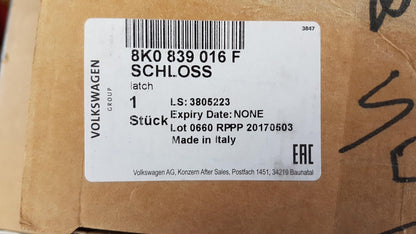 3847
8K0 839 016 F
SCHLOSS
latch
1
Stück
LS: 3805223
Expiry Date: NONE
Lot 0660 RPPP 20170503
Made in Italy
VOLKSWAGEN
GROUP
EAC
Volkswagen AG, Konzern After Sales, Postfach 1451, 34219 Baunatal